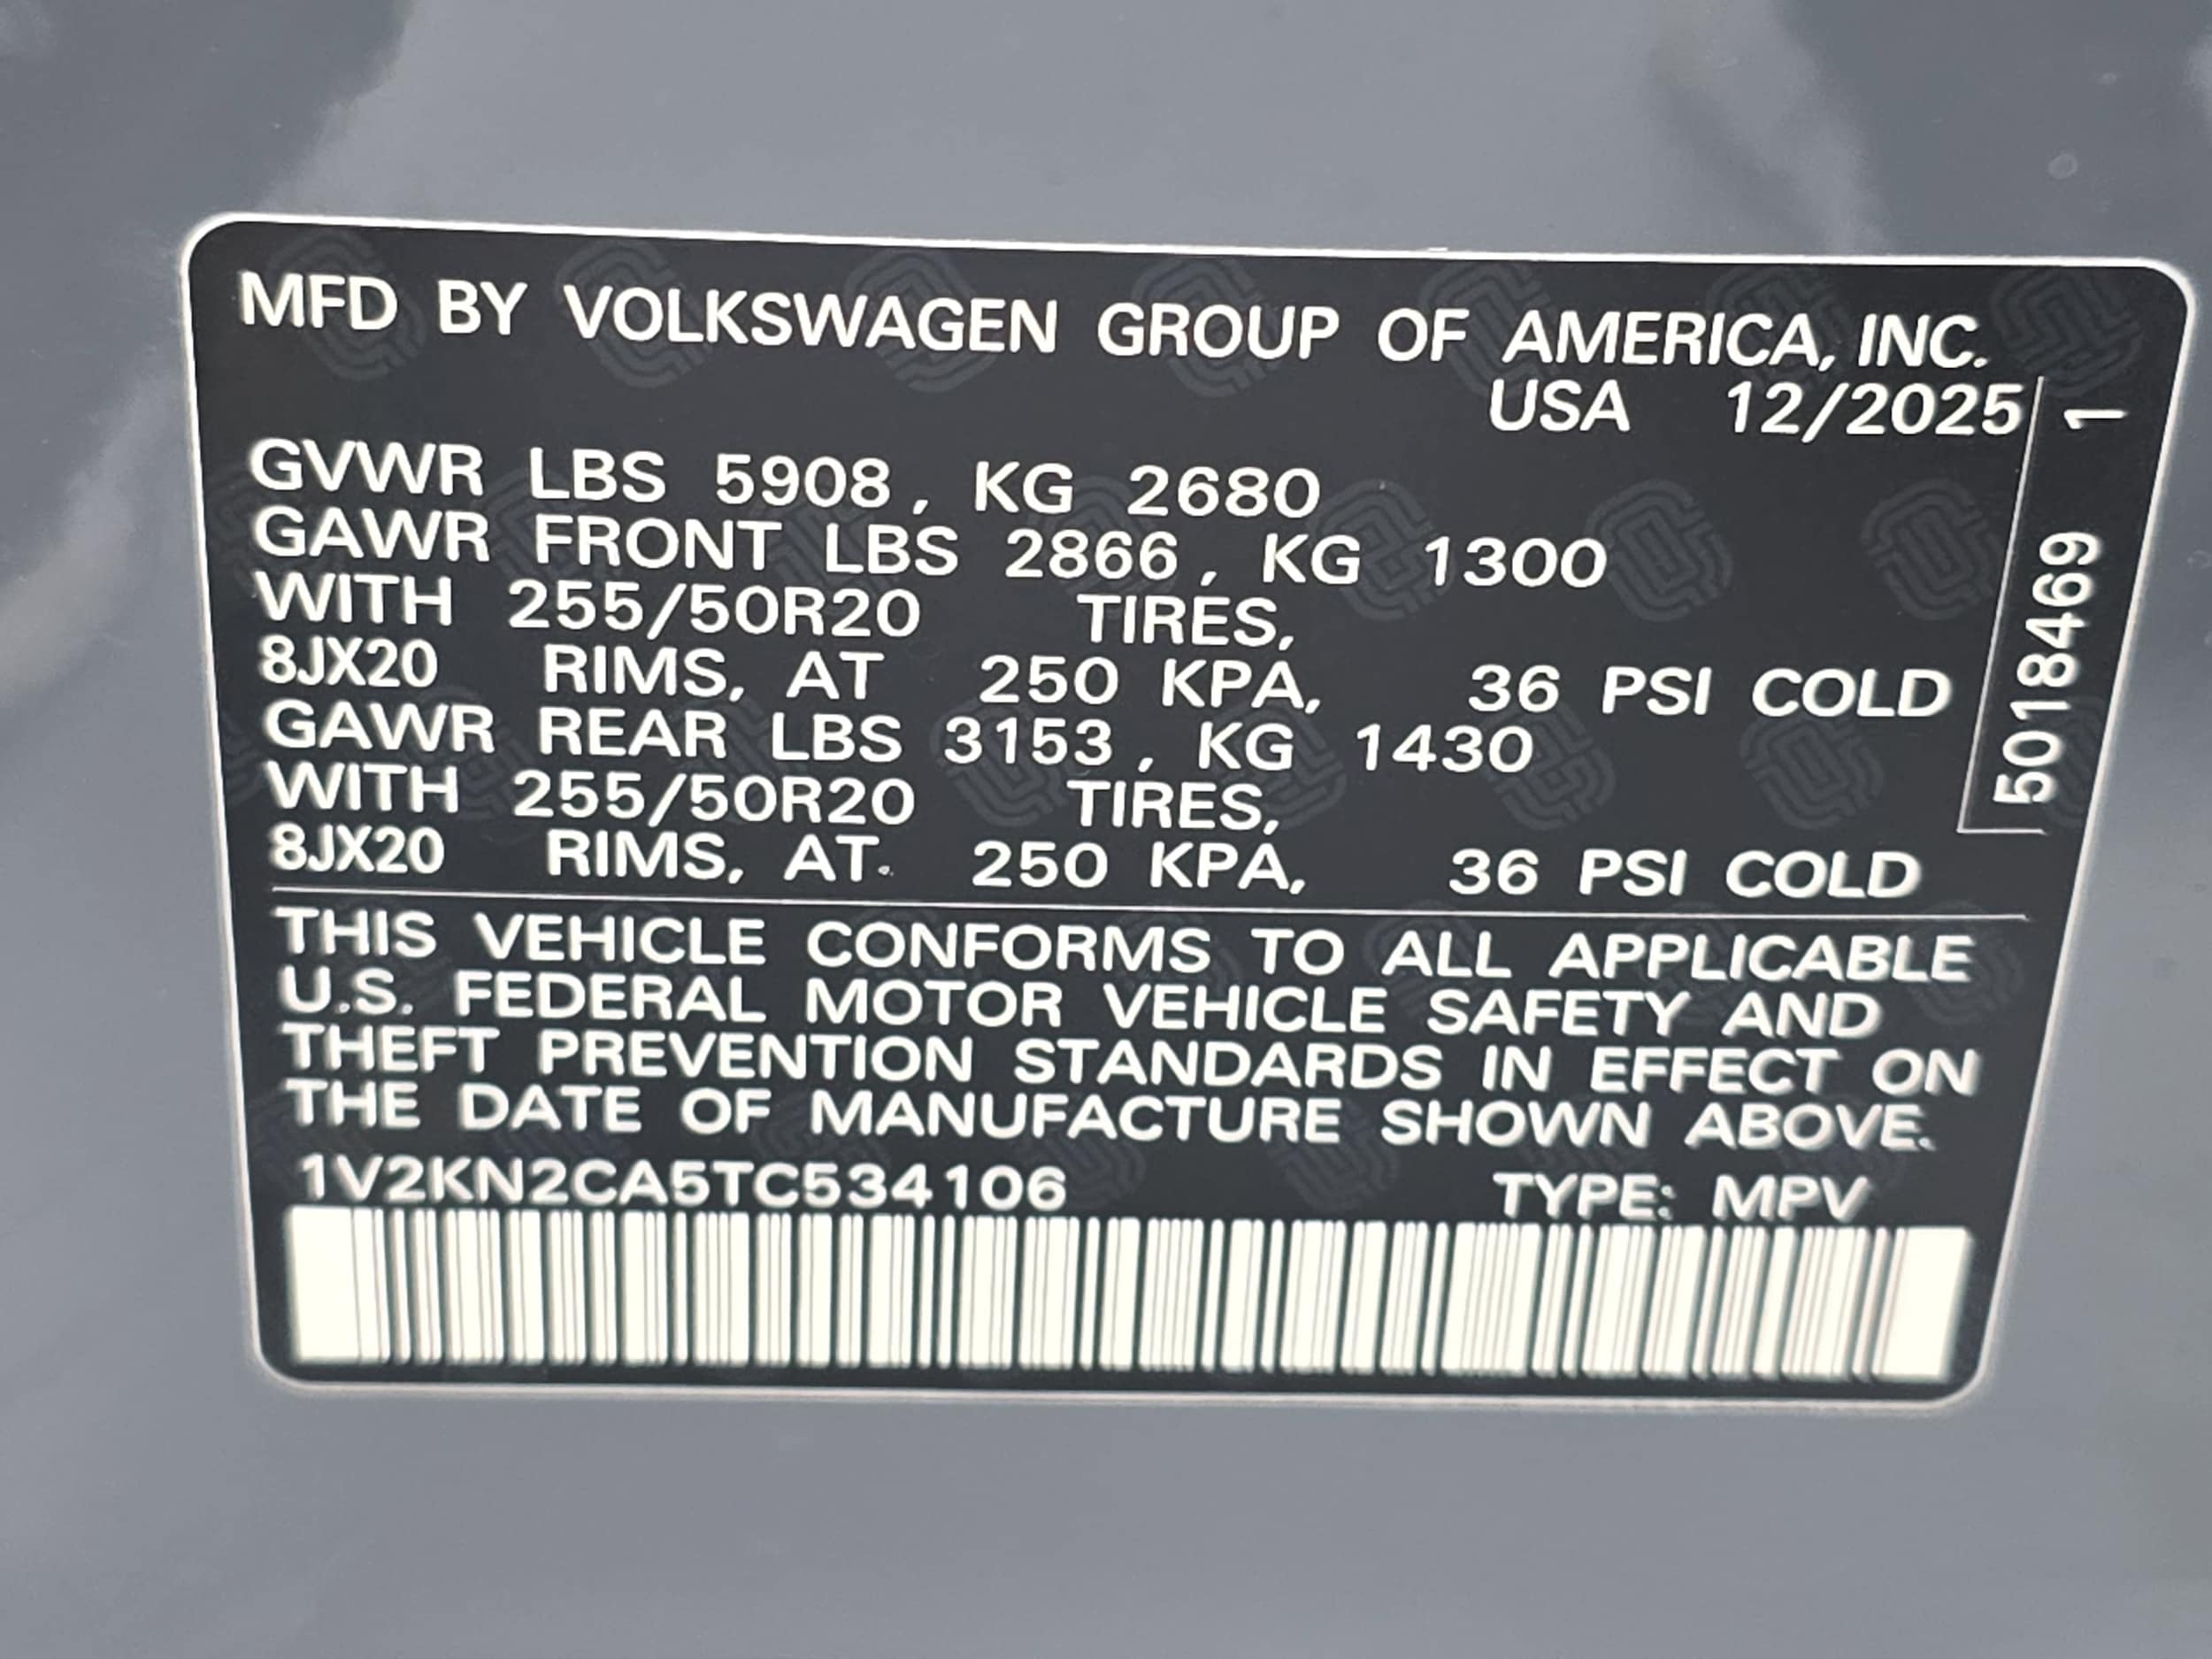 MFD BY VOLKSWAGEN GROUP OF AMERICA, INC.
USA 12/2025
GVWR LBS 5908, KG 2680
GAWR FRONT LBS 2866, KG 1300
WITH 255/50R20 TIRES,
8JX20 RIMS, AT 250 KPA, 36 PSI COLD
GAWR REAR LBS 3153, KG 1430
WITH 255/50R20 TIRES,
8JX20 RIMS, AT 250 KPA, 36 PSI COLD
5018469 1
THIS VEHICLE CONFORMS TO ALL APPLICABLE
U.S. FEDERAL MOTOR VEHICLE SAFETY AND
THEFT PREVENTION STANDARDS IN EFFECT ON
THE DATE OF MANUFACTURE SHOWN ABOVE.
1V2KN2CA5TC534106 TYPE: MPV